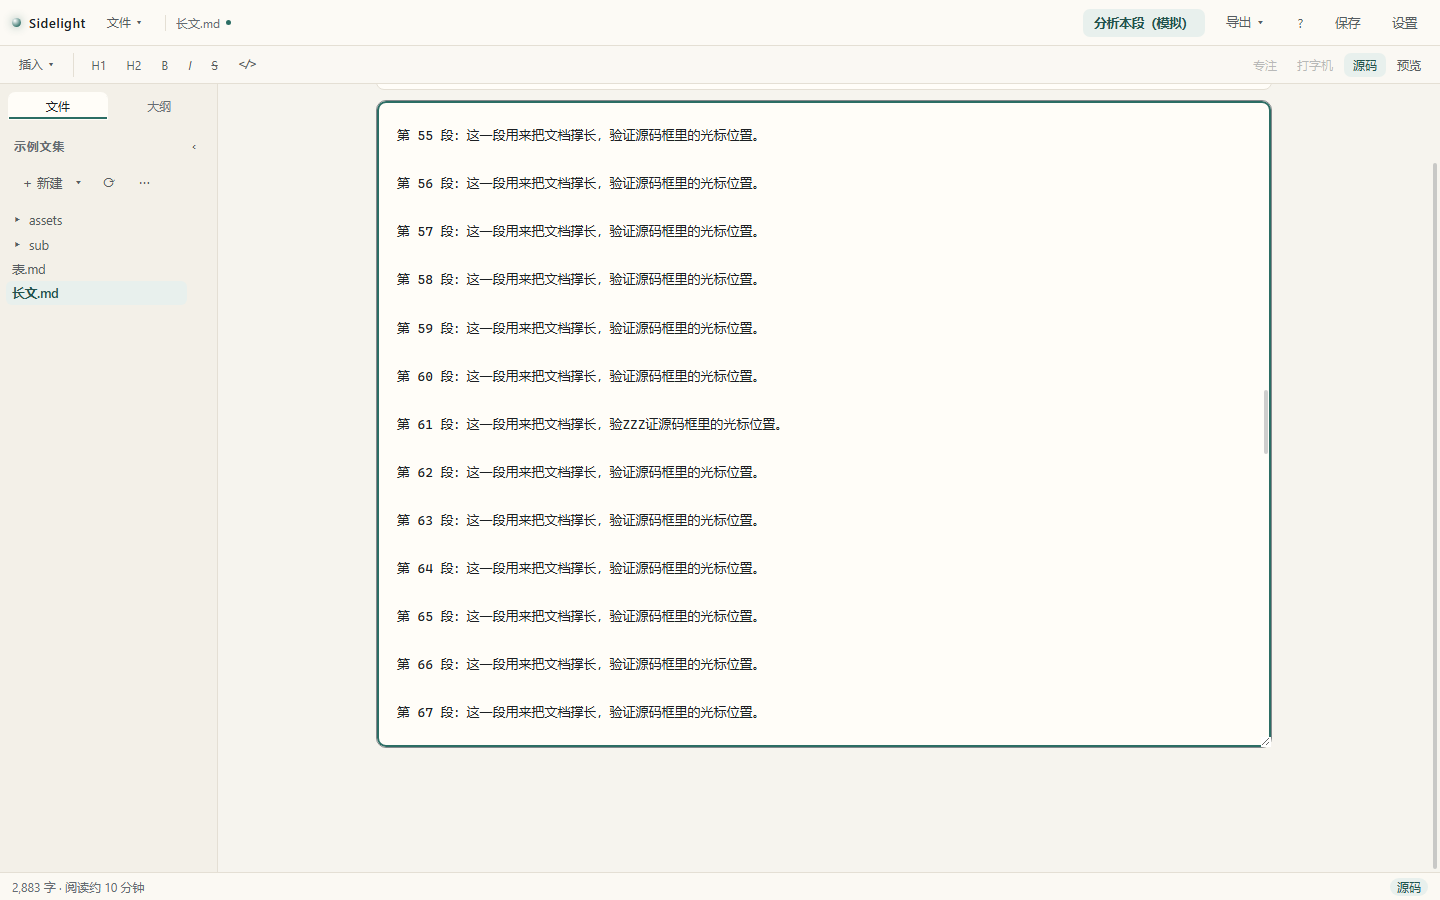 Sidelight 文件 长文.md 分析本段（模拟） 导出 ? 保存 设置
插入 H1 H2 B I S </> 专注 打字机 源码 预览
文件 大纲
示例文集
+ 新建 ...
assets
sub
表.md
长文.md
第 55 段：这一段用来把文档撑长，验证源码框里的光标位置。
第 56 段：这一段用来把文档撑长，验证源码框里的光标位置。
第 57 段：这一段用来把文档撑长，验证源码框里的光标位置。
第 58 段：这一段用来把文档撑长，验证源码框里的光标位置。
第 59 段：这一段用来把文档撑长，验证源码框里的光标位置。
第 60 段：这一段用来把文档撑长，验证源码框里的光标位置。
第 61 段：这一段用来把文档撑长，验ZZZ证源码框里的光标位置。
第 62 段：这一段用来把文档撑长，验证源码框里的光标位置。
第 63 段：这一段用来把文档撑长，验证源码框里的光标位置。
第 64 段：这一段用来把文档撑长，验证源码框里的光标位置。
第 65 段：这一段用来把文档撑长，验证源码框里的光标位置。
第 66 段：这一段用来把文档撑长，验证源码框里的光标位置。
第 67 段：这一段用来把文档撑长，验证源码框里的光标位置。
2,883 字 · 阅读约 10 分钟 源码